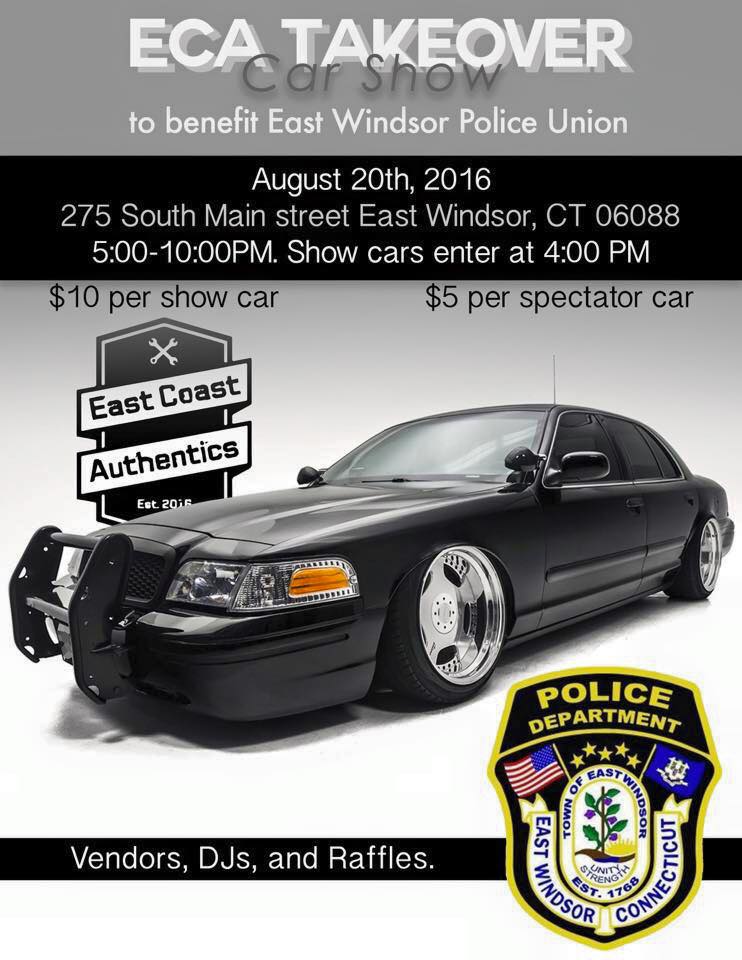 ECA TAKEOVER
Car Show
to benefit East Windsor Police Union
August 20th, 2016
275 South Main street East Windsor, CT 06088
5:00-10:00PM. Show cars enter at 4:00 PM
$10 per show car
$5 per spectator car
East Coast
Authentics
Est. 2015
POLICE
DEPARTMENT
TOWN OF EAST WINDSOR
UNITY
STRENGTH
EST. 1768
EAST WINDSOR
CONNECTICUT
Vendors, DJs, and Raffles.